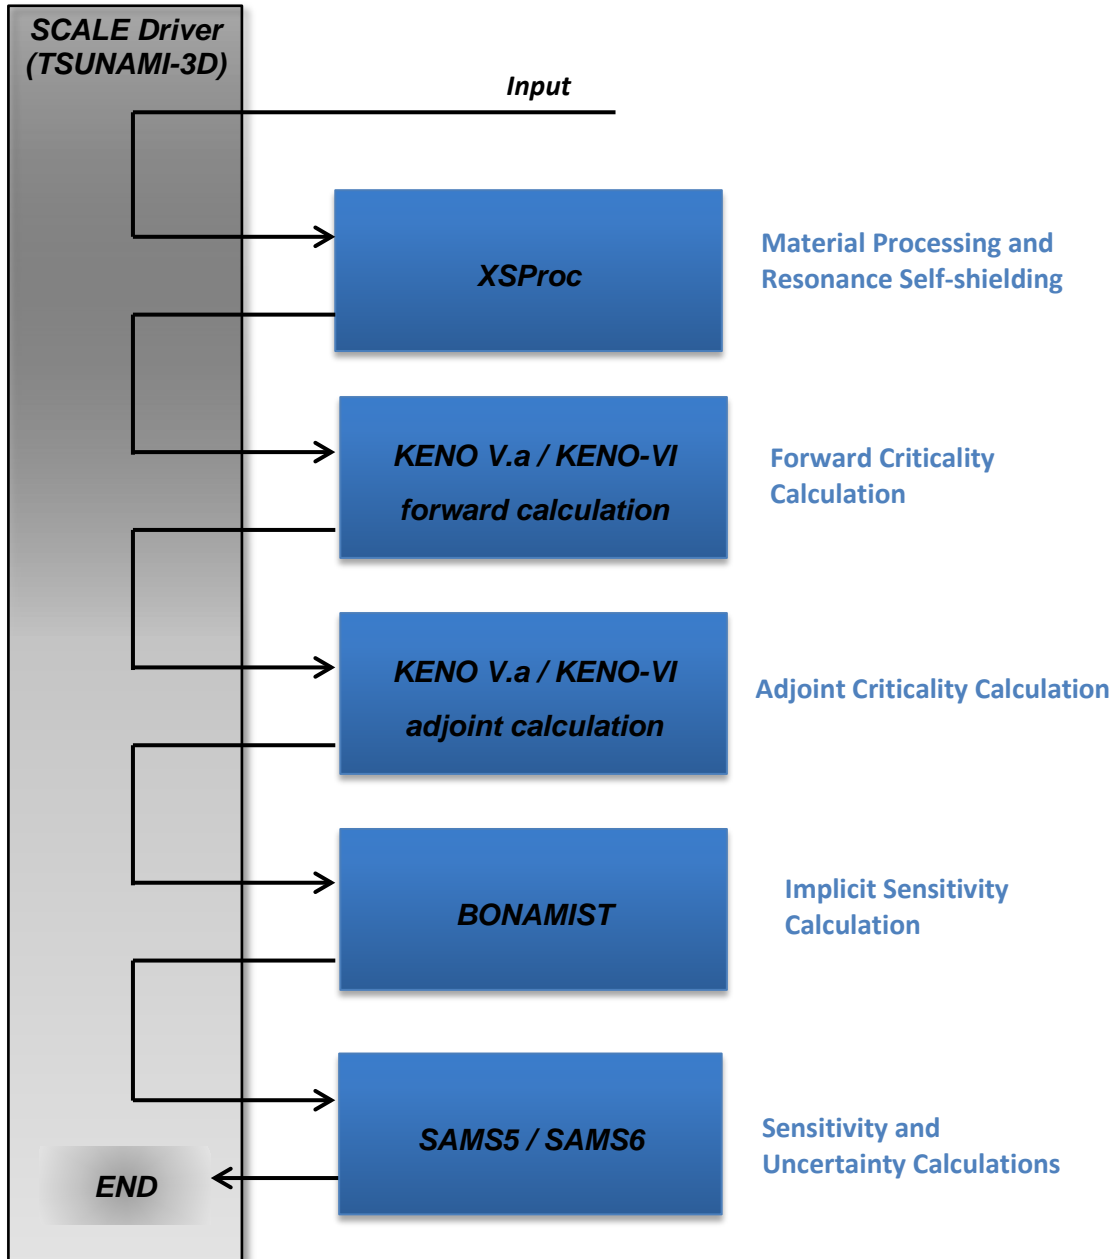 SCALE Driver
(TSUNAMI-3D)
Input
XSProc
Material Processing and
Resonance Self-shielding
KENO V.a / KENO-VI
forward calculation
Forward Criticality
Calculation
KENO V.a / KENO-VI
adjoint calculation
Adjoint Criticality Calculation
BONAMIST
Implicit Sensitivity
Calculation
SAMS5 / SAMS6
Sensitivity and
Uncertainty Calculations
END